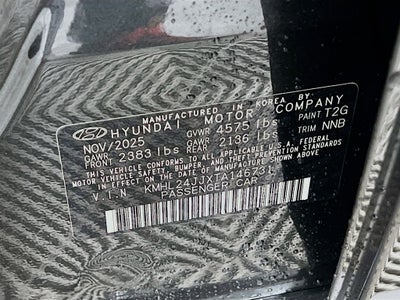 MANUFACTURED IN KOREA BY:
HYUNDAI MOTOR COMPANY
NOV/2025 GVWR 4575 lbs PAINT T2G
GAWR FRONT 2383 lbs GAWR REAR 2136 lbs TRIM NNB
THIS VEHICLE CONFORMS TO ALL APPLICABLE U.S.A. FEDERAL
MOTOR VEHICLE SAFETY, BUMPER, AND THEFT PREVENTION STANDARDS
IN EFFECT ON THE DATE OF MANUFACTURE SHOWN ABOVE.
V.I.N KMHL24JJXTA146731
PASSENGER CAR